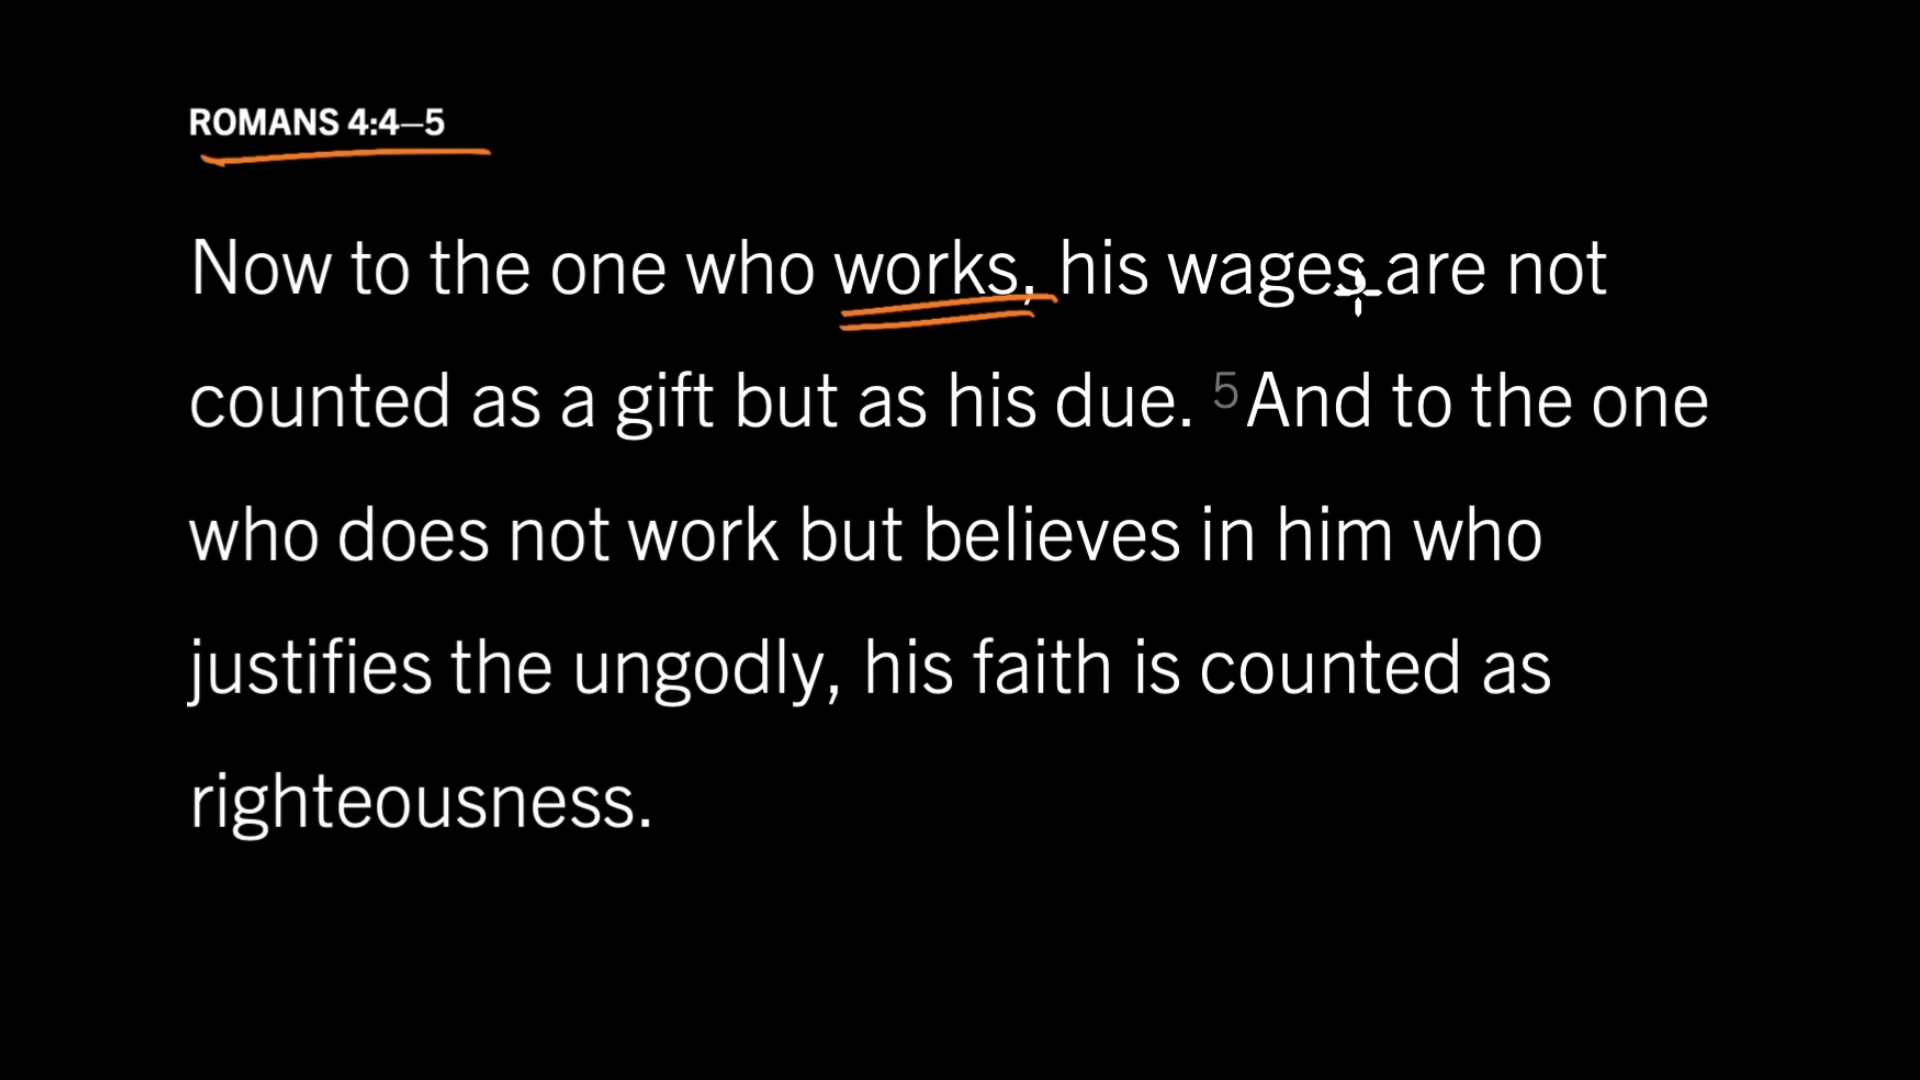 ROMANS 4:4–5
Now to the one who works, his wages are not
counted as a gift but as his due. 5 And to the one
who does not work but believes in him who
justifies the ungodly, his faith is counted as
righteousness.